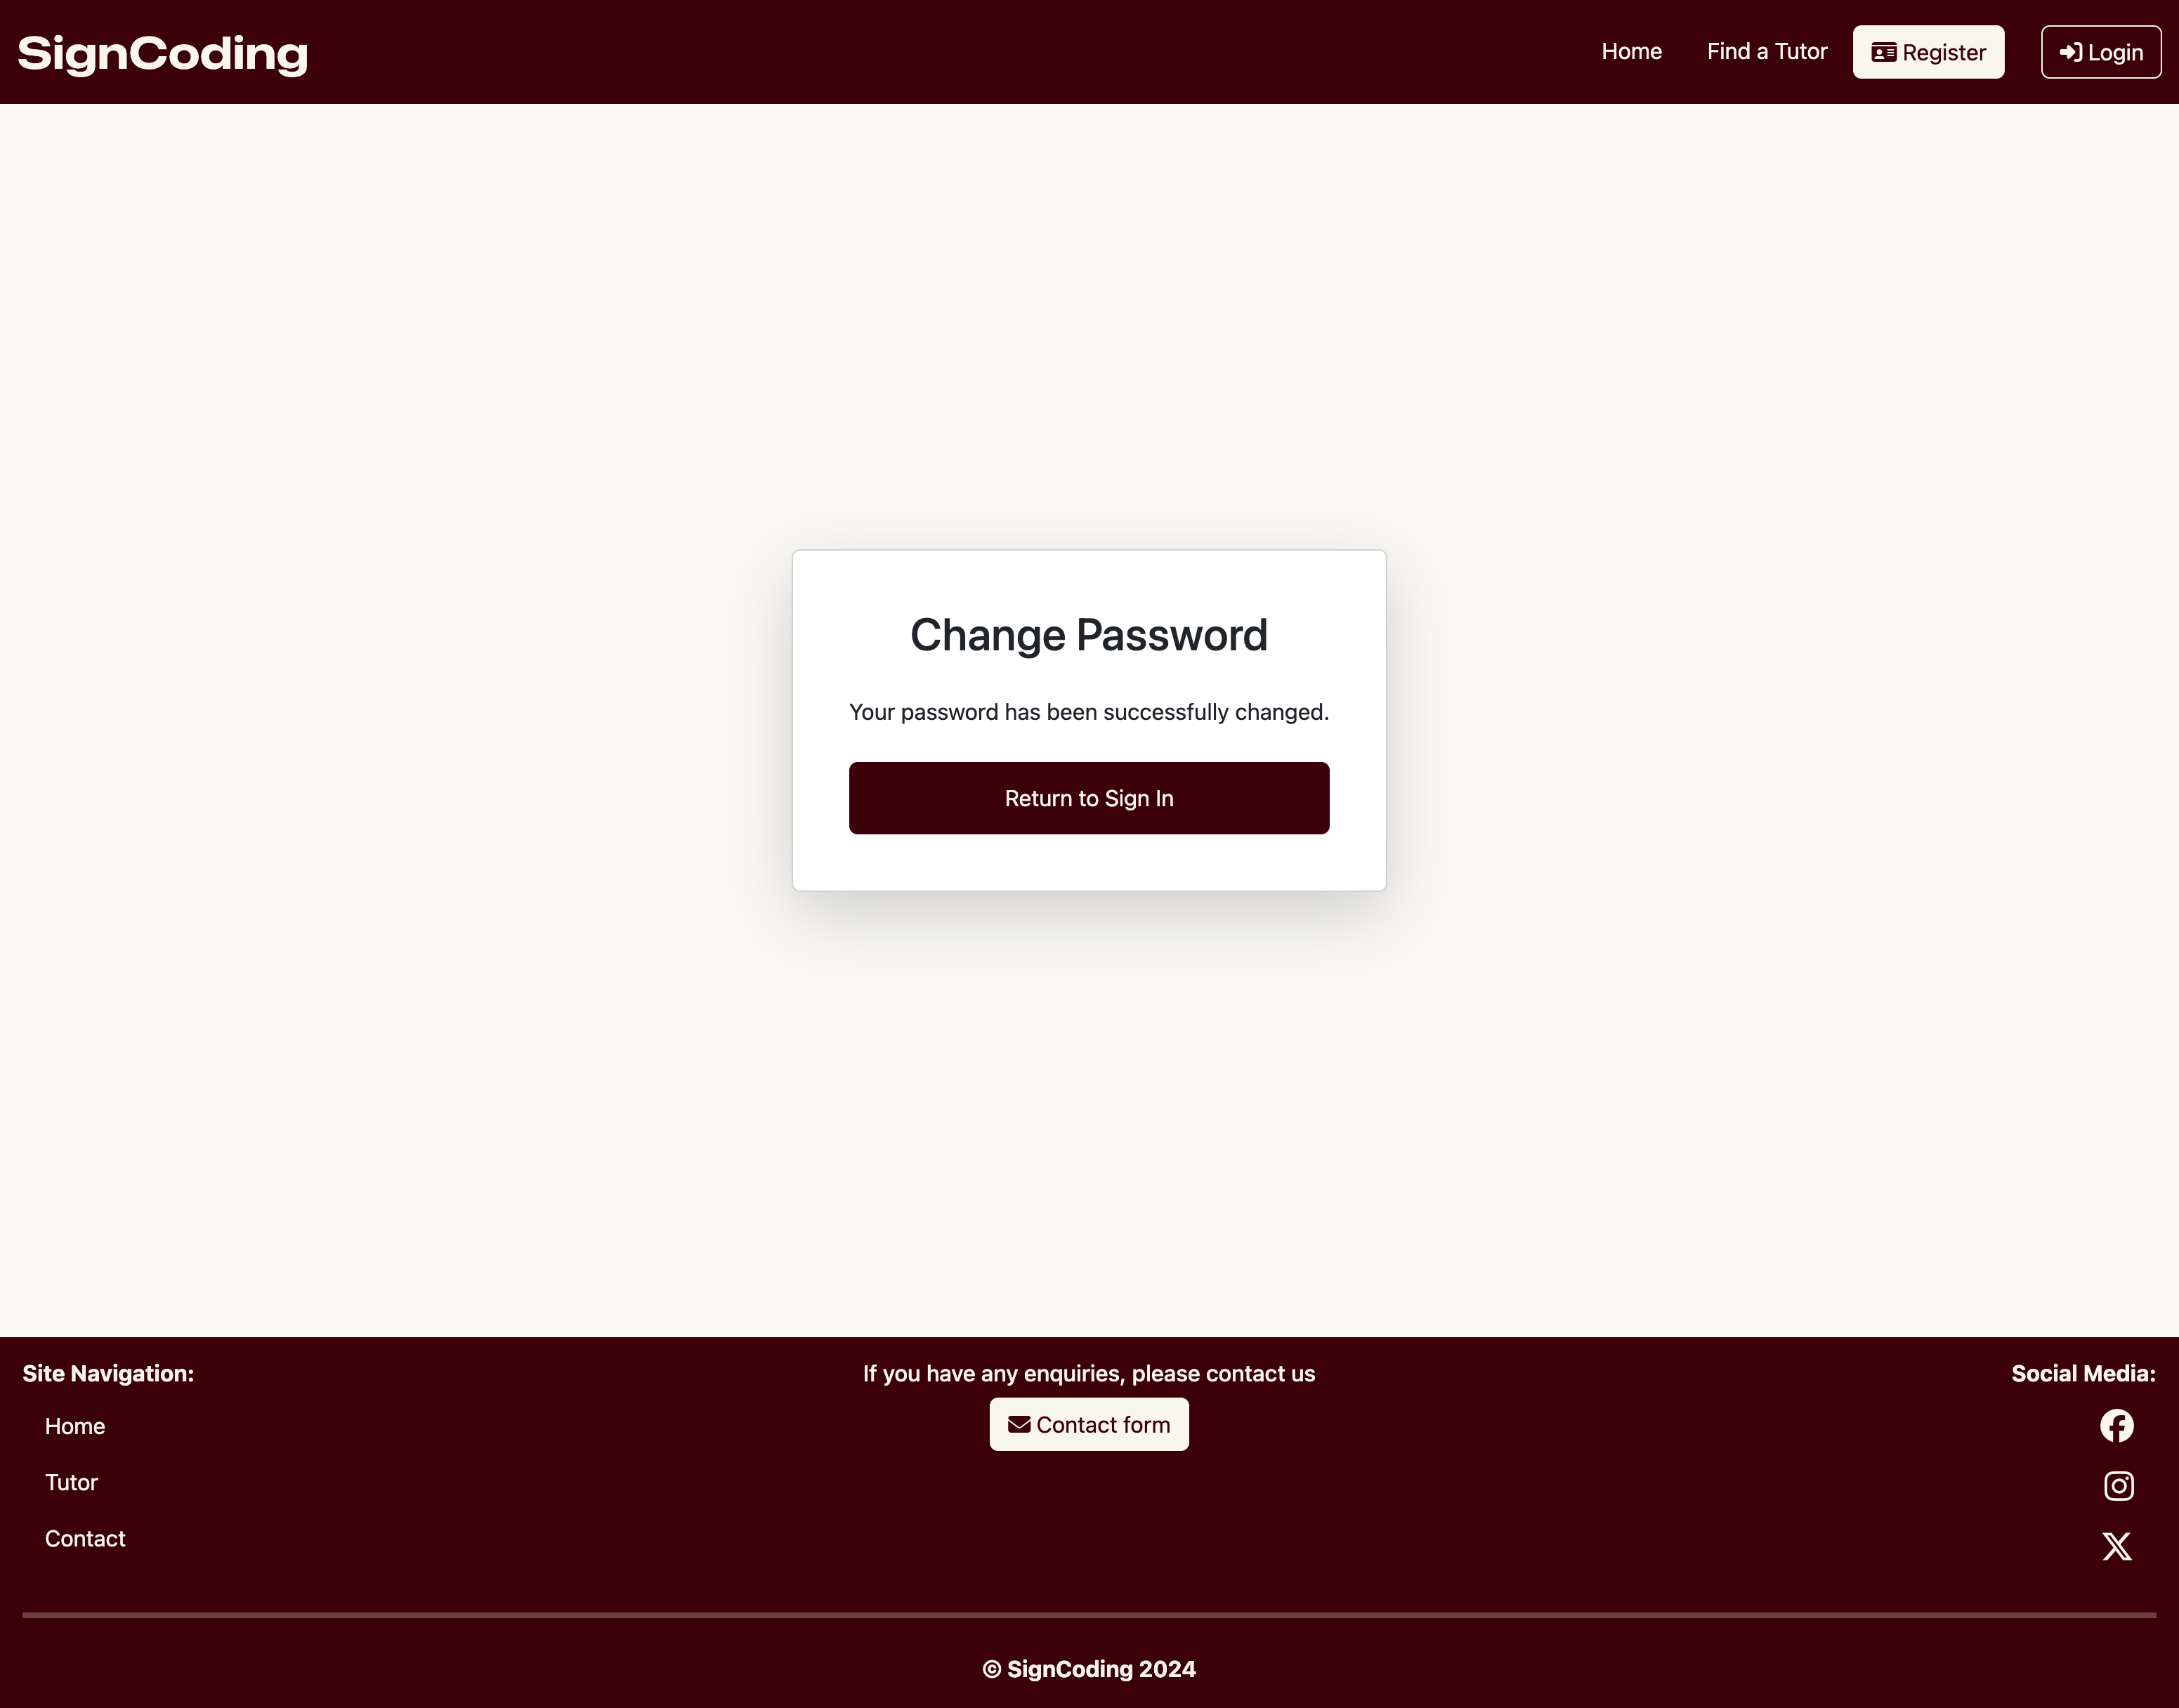 SignCoding
Home
Find a Tutor
Register
Login
Change Password
Your password has been successfully changed.
Return to Sign In
Site Navigation:
Home
Tutor
Contact
If you have any enquiries, please contact us
Contact form
Social Media:
© SignCoding 2024